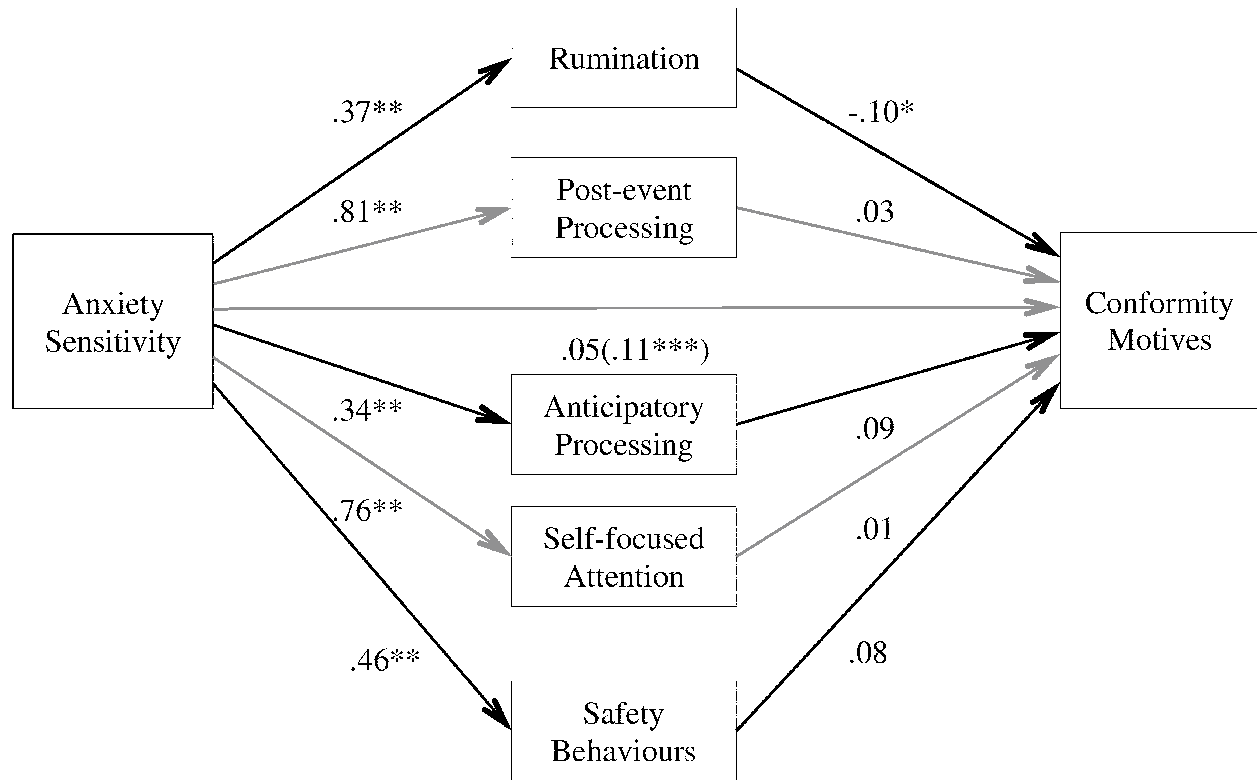 Rumination
.37**
-.10*
Post-event
Processing
.81**
.03
Anxiety
Sensitivity
Conformity
Motives
.05(.11***)
Anticipatory
Processing
.34**
.09
.76**
.01
Self-focused
Attention
.46**
.08
Safety
Behaviours